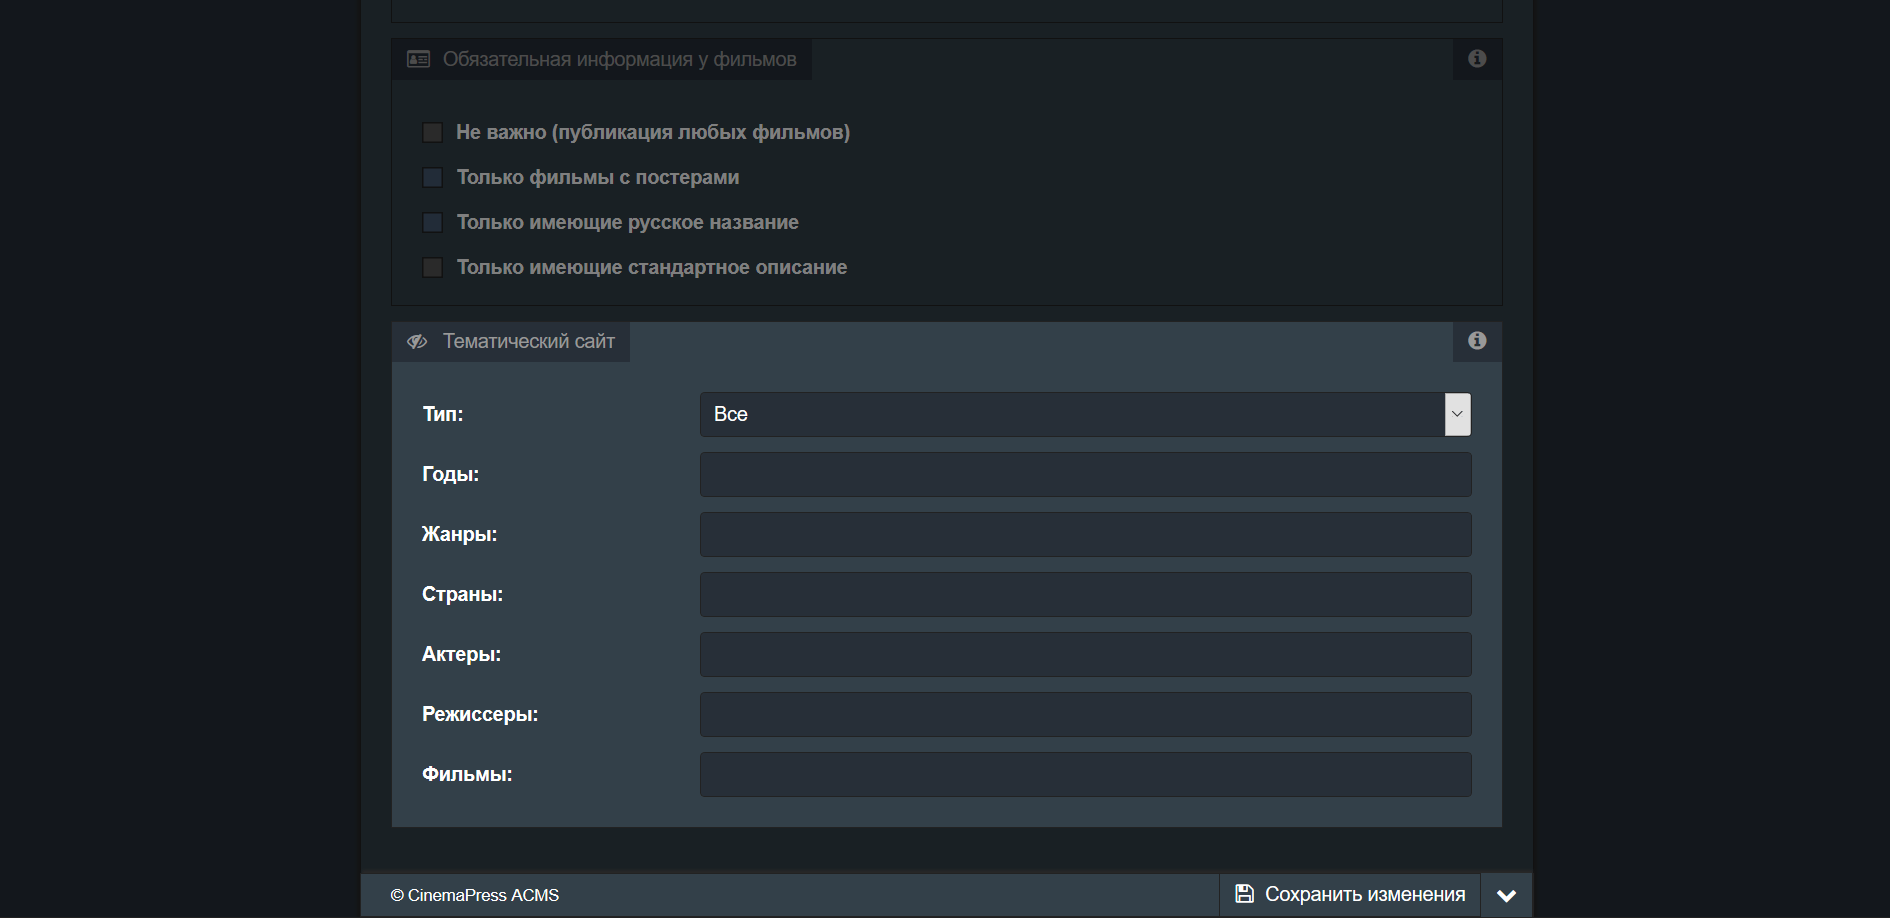 Обязательная информация у фильмов
Не важно (публикация любых фильмов)
Только фильмы с постерами
Только имеющие русское название
Только имеющие стандартное описание
Тематический сайт
Тип:
Все
Годы:
Жанры:
Страны:
Актеры:
Режиссеры:
Фильмы:
© CinemaPress ACMS
Сохранить изменения